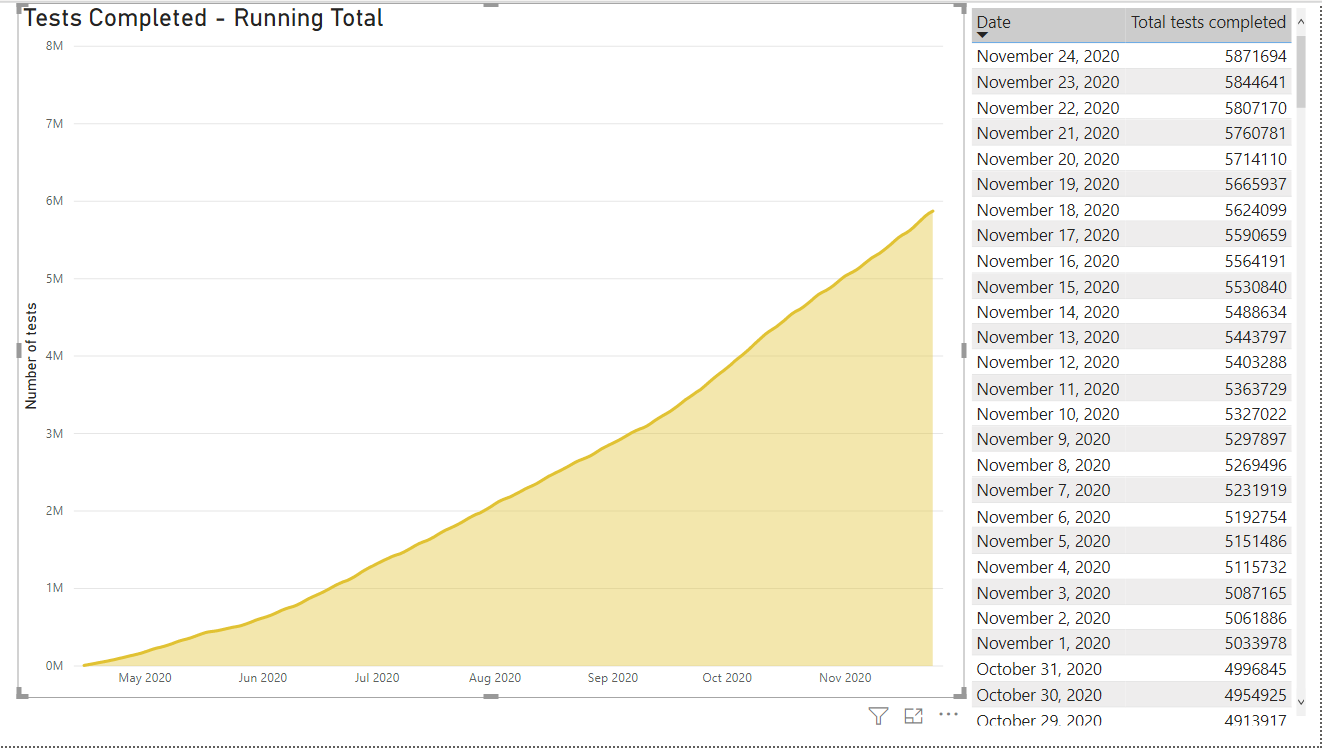 Tests Completed - Running Total
8M
7M
6M
5M
4M
3M
2M
1M
0M
Number of tests
May 2020 Jun 2020 Jul 2020 Aug 2020 Sep 2020 Oct 2020 Nov 2020
Date Total tests completed
November 24, 2020 5871694
November 23, 2020 5844641
November 22, 2020 5807170
November 21, 2020 5760781
November 20, 2020 5714110
November 19, 2020 5665937
November 18, 2020 5624099
November 17, 2020 5590659
November 16, 2020 5564191
November 15, 2020 5530840
November 14, 2020 5488634
November 13, 2020 5443797
November 12, 2020 5403288
November 11, 2020 5363729
November 10, 2020 5327022
November 9, 2020 5297897
November 8, 2020 5269496
November 7, 2020 5231919
November 6, 2020 5192754
November 5, 2020 5151486
November 4, 2020 5115732
November 3, 2020 5087165
November 2, 2020 5061886
November 1, 2020 5033978
October 31, 2020 4996845
October 30, 2020 4954925
October 29, 2020 4913917